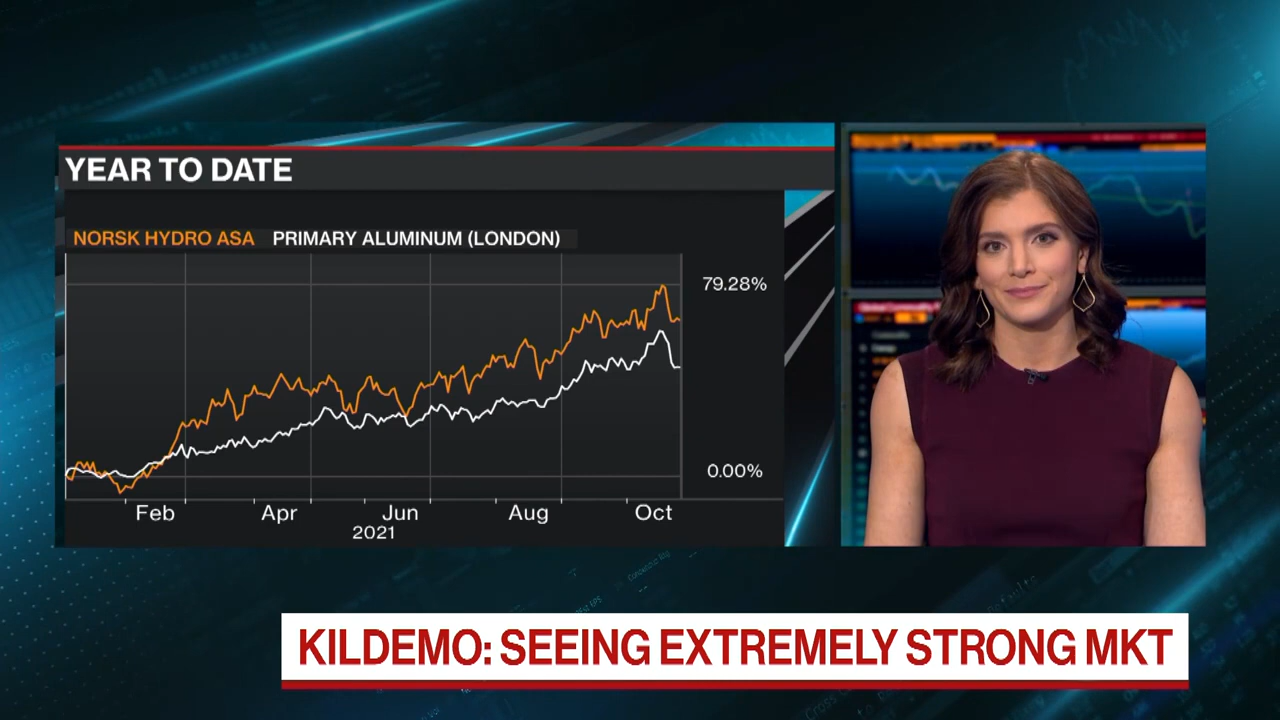 YEAR TO DATE
NORSK HYDRO ASA PRIMARY ALUMINUM (LONDON)
79.28%
0.00%
Feb Apr Jun Aug Oct
2021
KILDEMO: SEEING EXTREMELY STRONG MKT